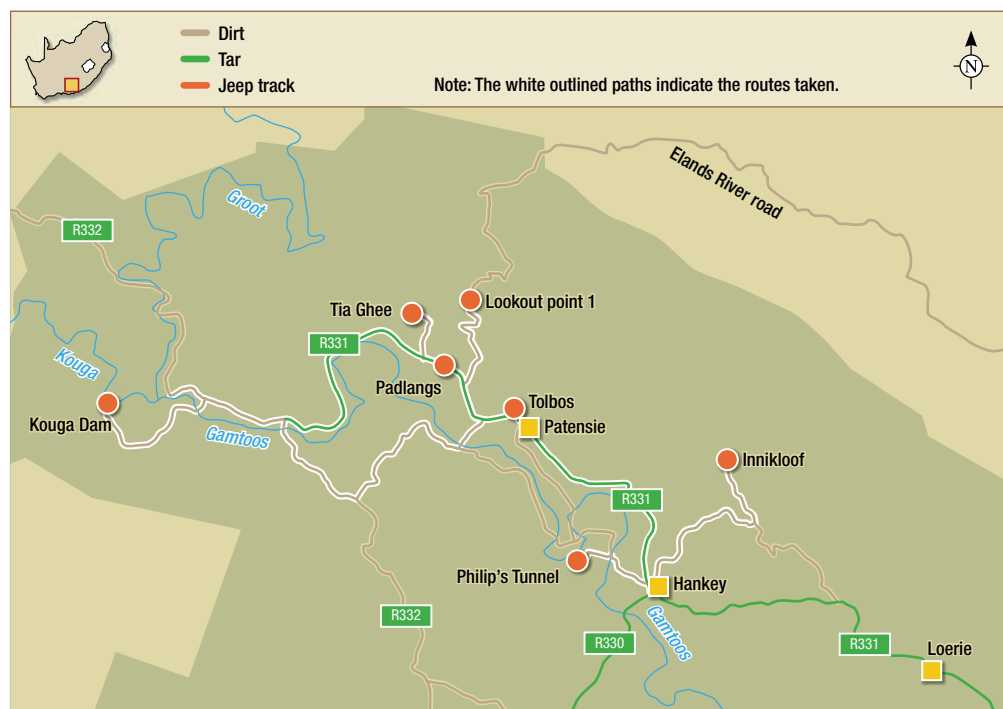 Dirt
Tar
Jeep track
Note: The white outlined paths indicate the routes taken.
N
Elands River road
Groot
R332
Tia Ghee
Lookout point 1
R331
Kouga
Padlangs
Kouga Dam
Tolbos
Gamtoos
Patensie
Innikloof
R331
Philip's Tunnel
Hankey
R332
Gamtoos
R330
R331
Loerie